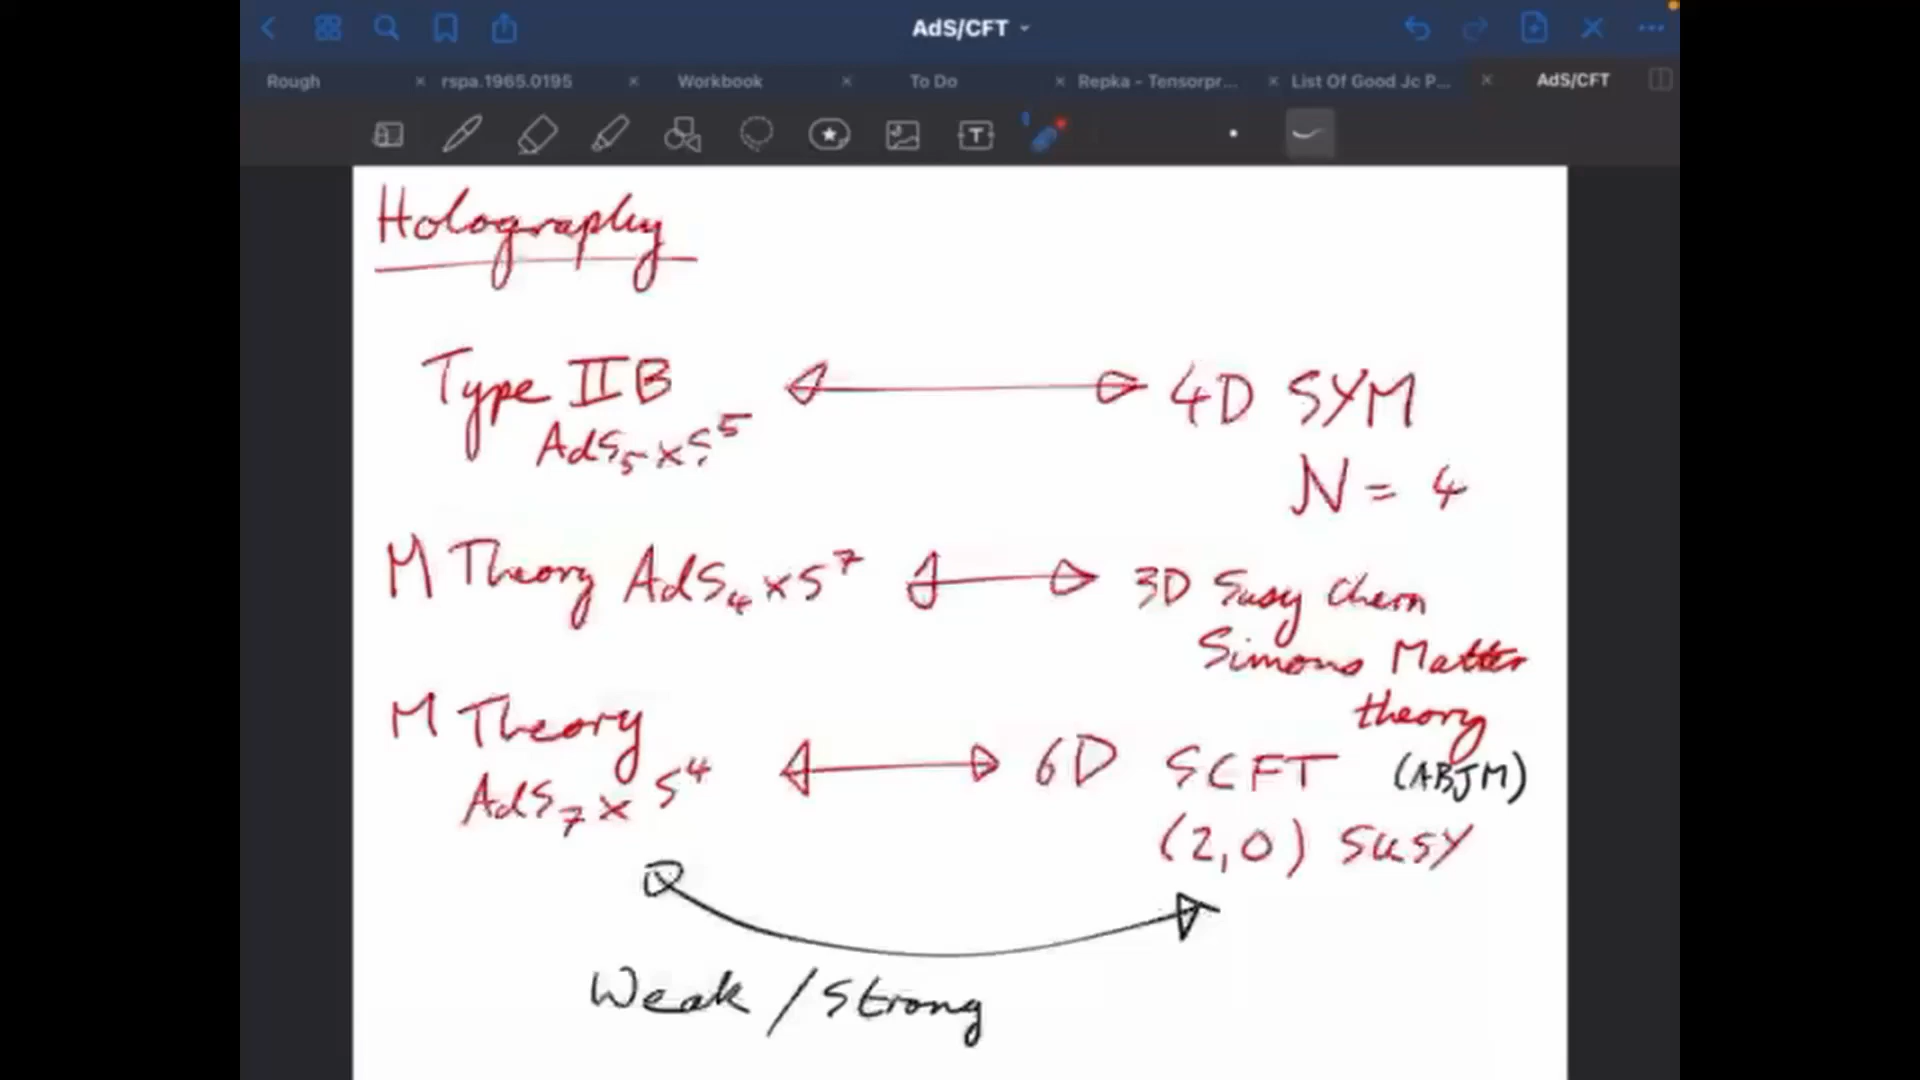 AdS/CFT
Rough
rspa.1965.0195
Workbook
To Do
Repka - Tensorpr...
List Of Good Jc P...
AdS/CFT
Holography
Type IIB ⟷ 4D SYM
AdS₅×S⁵
N = 4
M Theory AdS₄×S⁷ ⟷ 3D Susy Chern
Simons Matter
theory
M Theory ⟷ 6D SCFT (ABJM)
AdS₇× S⁴
(2,0) SUSY
Weak / Strong